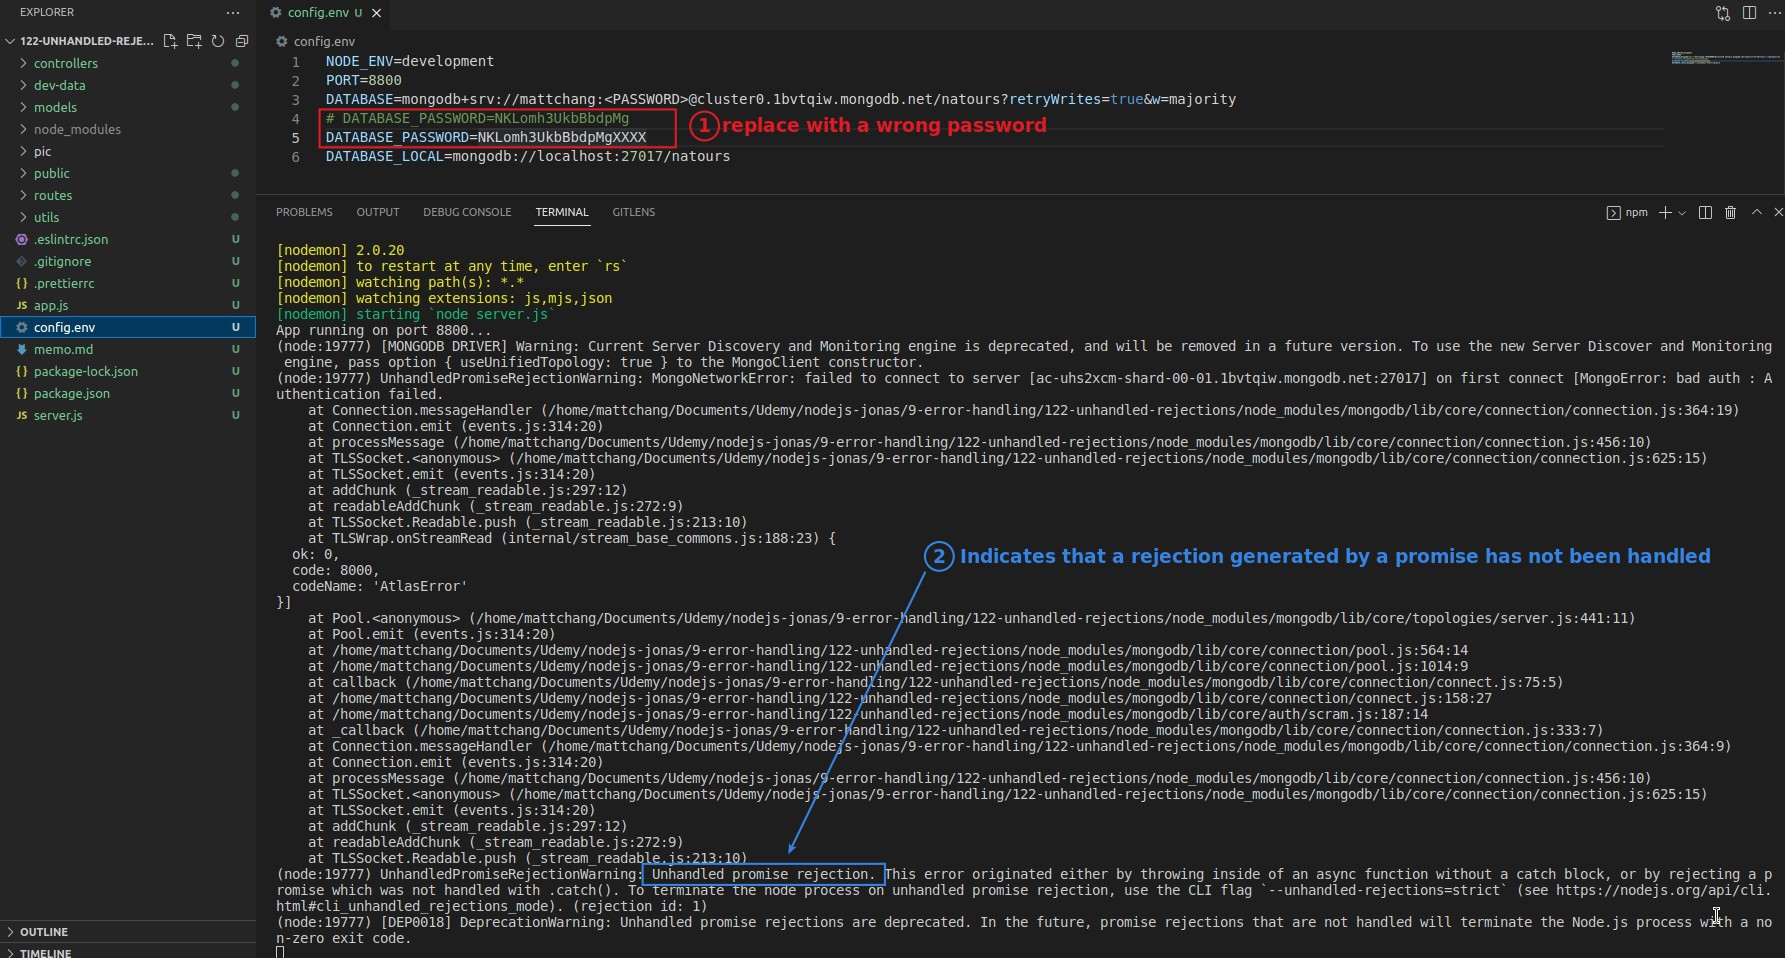 EXPLORER
122-UNHANDLED-REJE...
controllers
dev-data
models
node_modules
pic
public
routes
utils
.eslintrc.json U
.gitignore U
{} .prettierrc U
JS app.js U
config.env U
memo.md U
{} package-lock.json U
{} package.json U
JS server.js U
OUTLINE
TIMELINE
config.env U
config.env
1 NODE_ENV=development
2 PORT=8800
3 DATABASE=mongodb+srv://mattchang:<PASSWORD>@cluster0.1bvtqiw.mongodb.net/natours?retryWrites=true&w=majority
4 # DATABASE_PASSWORD=NKLomh3UkbBbdpMg
5 DATABASE_PASSWORD=NKLomh3UkbBbdpMgXXXX
6 DATABASE_LOCAL=mongodb://localhost:27017/natours
1 replace with a wrong password
PROBLEMS OUTPUT DEBUG CONSOLE TERMINAL GITLENS
npm
[nodemon] 2.0.20
[nodemon] to restart at any time, enter `rs`
[nodemon] watching path(s): *.*
[nodemon] watching extensions: js,mjs,json
[nodemon] starting `node server.js`
App running on port 8800...
(node:19777) [MONGODB DRIVER] Warning: Current Server Discovery and Monitoring engine is deprecated, and will be removed in a future version. To use the new Server Discover and Monitoring
engine, pass option { useUnifiedTopology: true } to the MongoClient constructor.
(node:19777) UnhandledPromiseRejectionWarning: MongoNetworkError: failed to connect to server [ac-uhs2xcm-shard-00-01.1bvtqiw.mongodb.net:27017] on first connect [MongoError: bad auth : A
uthentication failed.
at Connection.messageHandler (/home/mattchang/Documents/Udemy/nodejs-jonas/9-error-handling/122-unhandled-rejections/node_modules/mongodb/lib/core/connection/connection.js:364:19)
at Connection.emit (events.js:314:20)
at processMessage (/home/mattchang/Documents/Udemy/nodejs-jonas/9-error-handling/122-unhandled-rejections/node_modules/mongodb/lib/core/connection/connection.js:456:10)
at TLSSocket.<anonymous> (/home/mattchang/Documents/Udemy/nodejs-jonas/9-error-handling/122-unhandled-rejections/node_modules/mongodb/lib/core/connection/connection.js:625:15)
at TLSSocket.emit (events.js:314:20)
at addChunk (_stream_readable.js:297:12)
at readableAddChunk (_stream_readable.js:272:9)
at TLSSocket.Readable.push (_stream_readable.js:213:10)
at TLSWrap.onStreamRead (internal/stream_base_commons.js:188:23) {
ok: 0,
code: 8000,
codeName: 'AtlasError'
}]
2 Indicates that a rejection generated by a promise has not been handled
at Pool.<anonymous> (/home/mattchang/Documents/Udemy/nodejs-jonas/9-error-handling/122-unhandled-rejections/node_modules/mongodb/lib/core/topologies/server.js:441:11)
at Pool.emit (events.js:314:20)
at /home/mattchang/Documents/Udemy/nodejs-jonas/9-error-handling/122-unhandled-rejections/node_modules/mongodb/lib/core/connection/pool.js:564:14
at /home/mattchang/Documents/Udemy/nodejs-jonas/9-error-handling/122-unhandled-rejections/node_modules/mongodb/lib/core/connection/pool.js:1014:9
at callback (/home/mattchang/Documents/Udemy/nodejs-jonas/9-error-handling/122-unhandled-rejections/node_modules/mongodb/lib/core/connection/connect.js:75:5)
at /home/mattchang/Documents/Udemy/nodejs-jonas/9-error-handling/122-unhandled-rejections/node_modules/mongodb/lib/core/connection/connect.js:158:27
at /home/mattchang/Documents/Udemy/nodejs-jonas/9-error-handling/122-unhandled-rejections/node_modules/mongodb/lib/core/auth/scram.js:187:14
at _callback (/home/mattchang/Documents/Udemy/nodejs-jonas/9-error-handling/122-unhandled-rejections/node_modules/mongodb/lib/core/connection/connection.js:333:7)
at Connection.messageHandler (/home/mattchang/Documents/Udemy/nodejs-jonas/9-error-handling/122-unhandled-rejections/node_modules/mongodb/lib/core/connection/connection.js:364:9)
at Connection.emit (events.js:314:20)
at processMessage (/home/mattchang/Documents/Udemy/nodejs-jonas/9-error-handling/122-unhandled-rejections/node_modules/mongodb/lib/core/connection/connection.js:456:10)
at TLSSocket.<anonymous> (/home/mattchang/Documents/Udemy/nodejs-jonas/9-error-handling/122-unhandled-rejections/node_modules/mongodb/lib/core/connection/connection.js:625:15)
at TLSSocket.emit (events.js:314:20)
at addChunk (_stream_readable.js:297:12)
at readableAddChunk (_stream_readable.js:272:9)
at TLSSocket.Readable.push (_stream_readable.js:213:10)
(node:19777) UnhandledPromiseRejectionWarning: Unhandled promise rejection. This error originated either by throwing inside of an async function without a catch block, or by rejecting a p
romise which was not handled with .catch(). To terminate the node process on unhandled promise rejection, use the CLI flag `--unhandled-rejections=strict` (see https://nodejs.org/api/cli.
html#cli_unhandled_rejections_mode). (rejection id: 1)
(node:19777) [DEP0018] DeprecationWarning: Unhandled promise rejections are deprecated. In the future, promise rejections that are not handled will terminate the Node.js process with a no
n-zero exit code.